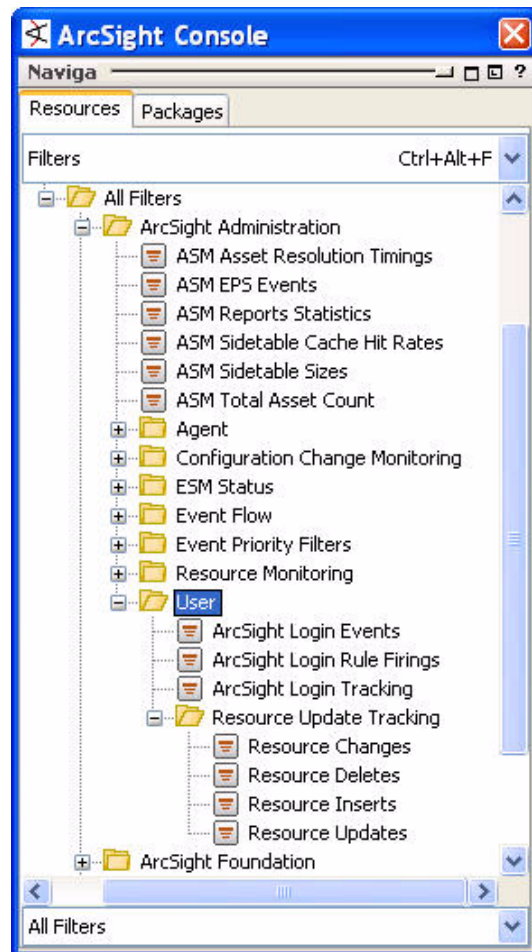 ArcSight Console
Naviga ?
Resources Packages
Filters Ctrl+Alt+F
All Filters
ArcSight Administration
ASM Asset Resolution Timings
ASM EPS Events
ASM Reports Statistics
ASM Sidetable Cache Hit Rates
ASM Sidetable Sizes
ASM Total Asset Count
Agent
Configuration Change Monitoring
ESM Status
Event Flow
Event Priority Filters
Resource Monitoring
User
ArcSight Login Events
ArcSight Login Rule Firings
ArcSight Login Tracking
Resource Update Tracking
Resource Changes
Resource Deletes
Resource Inserts
Resource Updates
ArcSight Foundation
All Filters